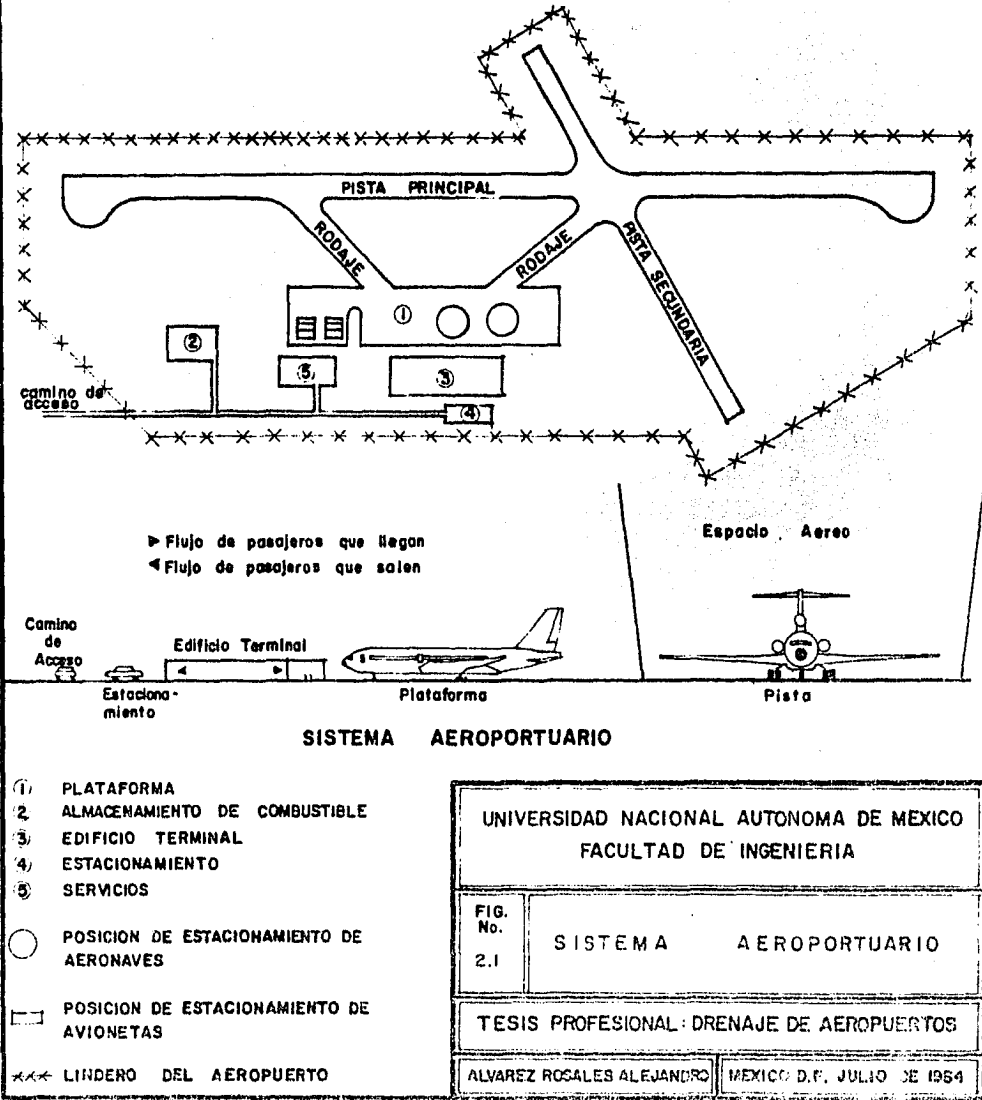 PISTA PRINCIPAL
RODAJE
RODAJE
PISTA SECUNDARIA
1
2
5
3
4
camino de
acceso
Espacio Aereo
Flujo de pasajeros que llegan
Flujo de pasajeros que salen
Camino
de
Acceso
Edificio Terminal
Estaciona-
miento
Plataforma
Pista
SISTEMA AEROPORTUARIO
1 PLATAFORMA
2 ALMACENAMIENTO DE COMBUSTIBLE
3 EDIFICIO TERMINAL
4 ESTACIONAMIENTO
5 SERVICIOS
POSICION DE ESTACIONAMIENTO DE
AERONAVES
POSICION DE ESTACIONAMIENTO DE
AVIONETAS
LINDERO DEL AEROPUERTO
UNIVERSIDAD NACIONAL AUTONOMA DE MEXICO
FACULTAD DE INGENIERIA
FIG.
No.
2.1
SISTEMA AEROPORTUARIO
TESIS PROFESIONAL: DRENAJE DE AEROPUERTOS
ALVAREZ ROSALES ALEJANDRO
MEXICO D.F. JULIO DE 1984